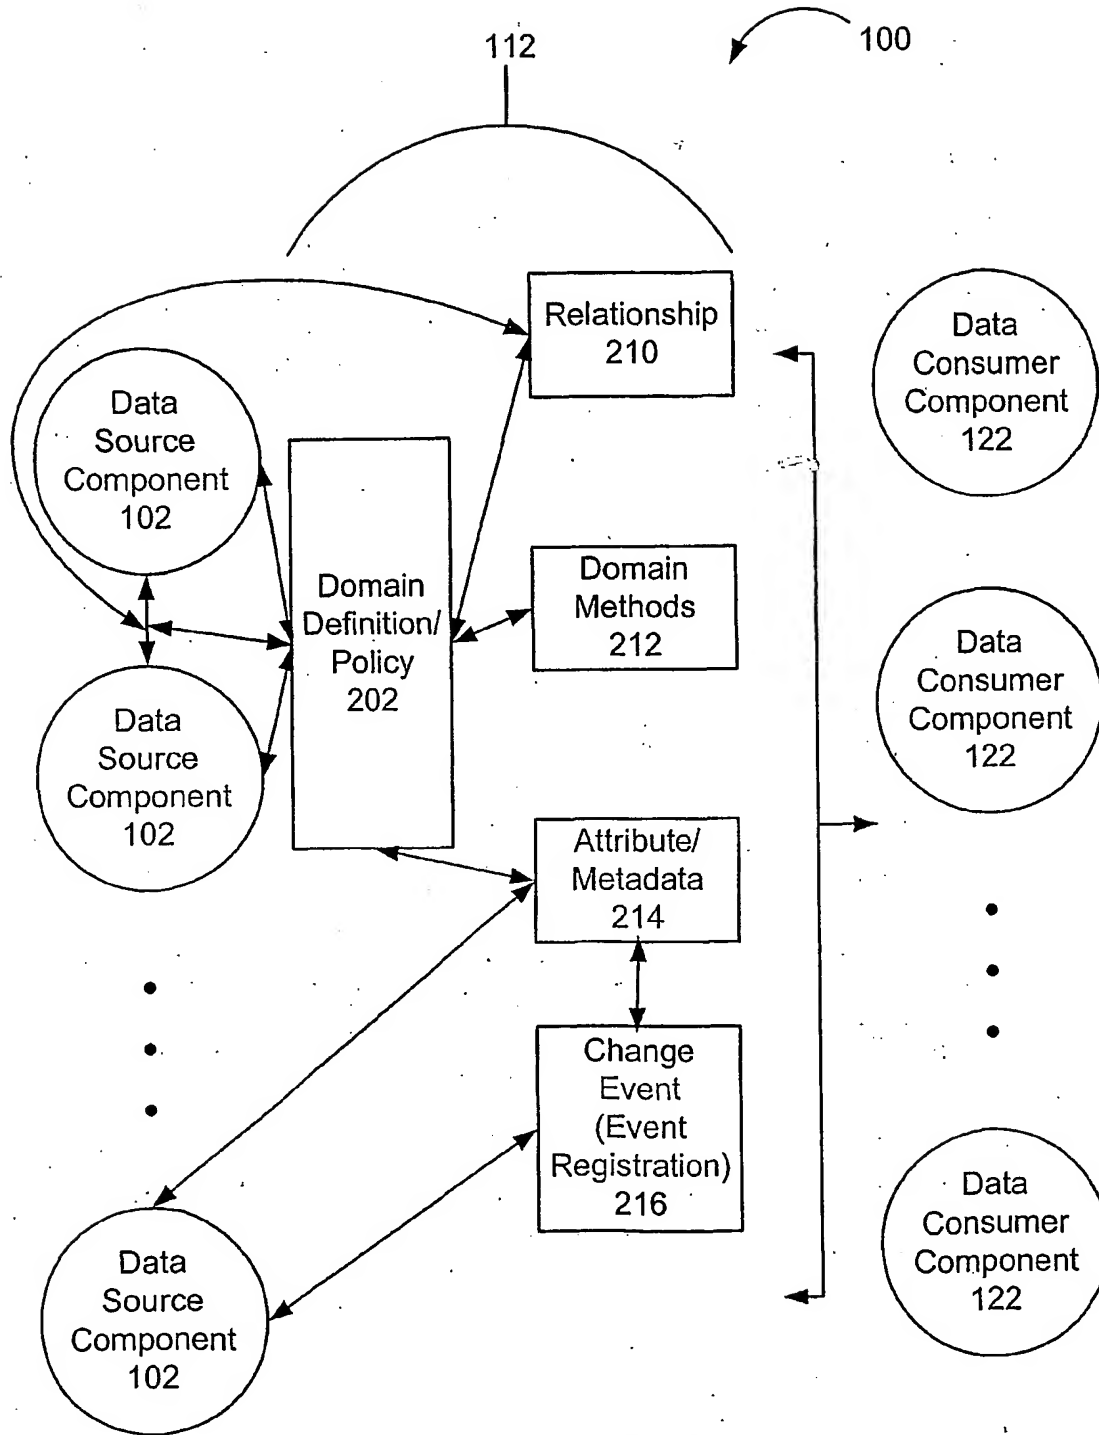 112
100
Relationship
210
Data
Source
Component
102
Data
Consumer
Component
122
Domain
Definition/
Policy
202
Domain
Methods
212
Data
Source
Component
102
Data
Consumer
Component
122
Attribute/
Metadata
214
Change
Event
(Event
Registration)
216
Data
Source
Component
102
Data
Consumer
Component
122